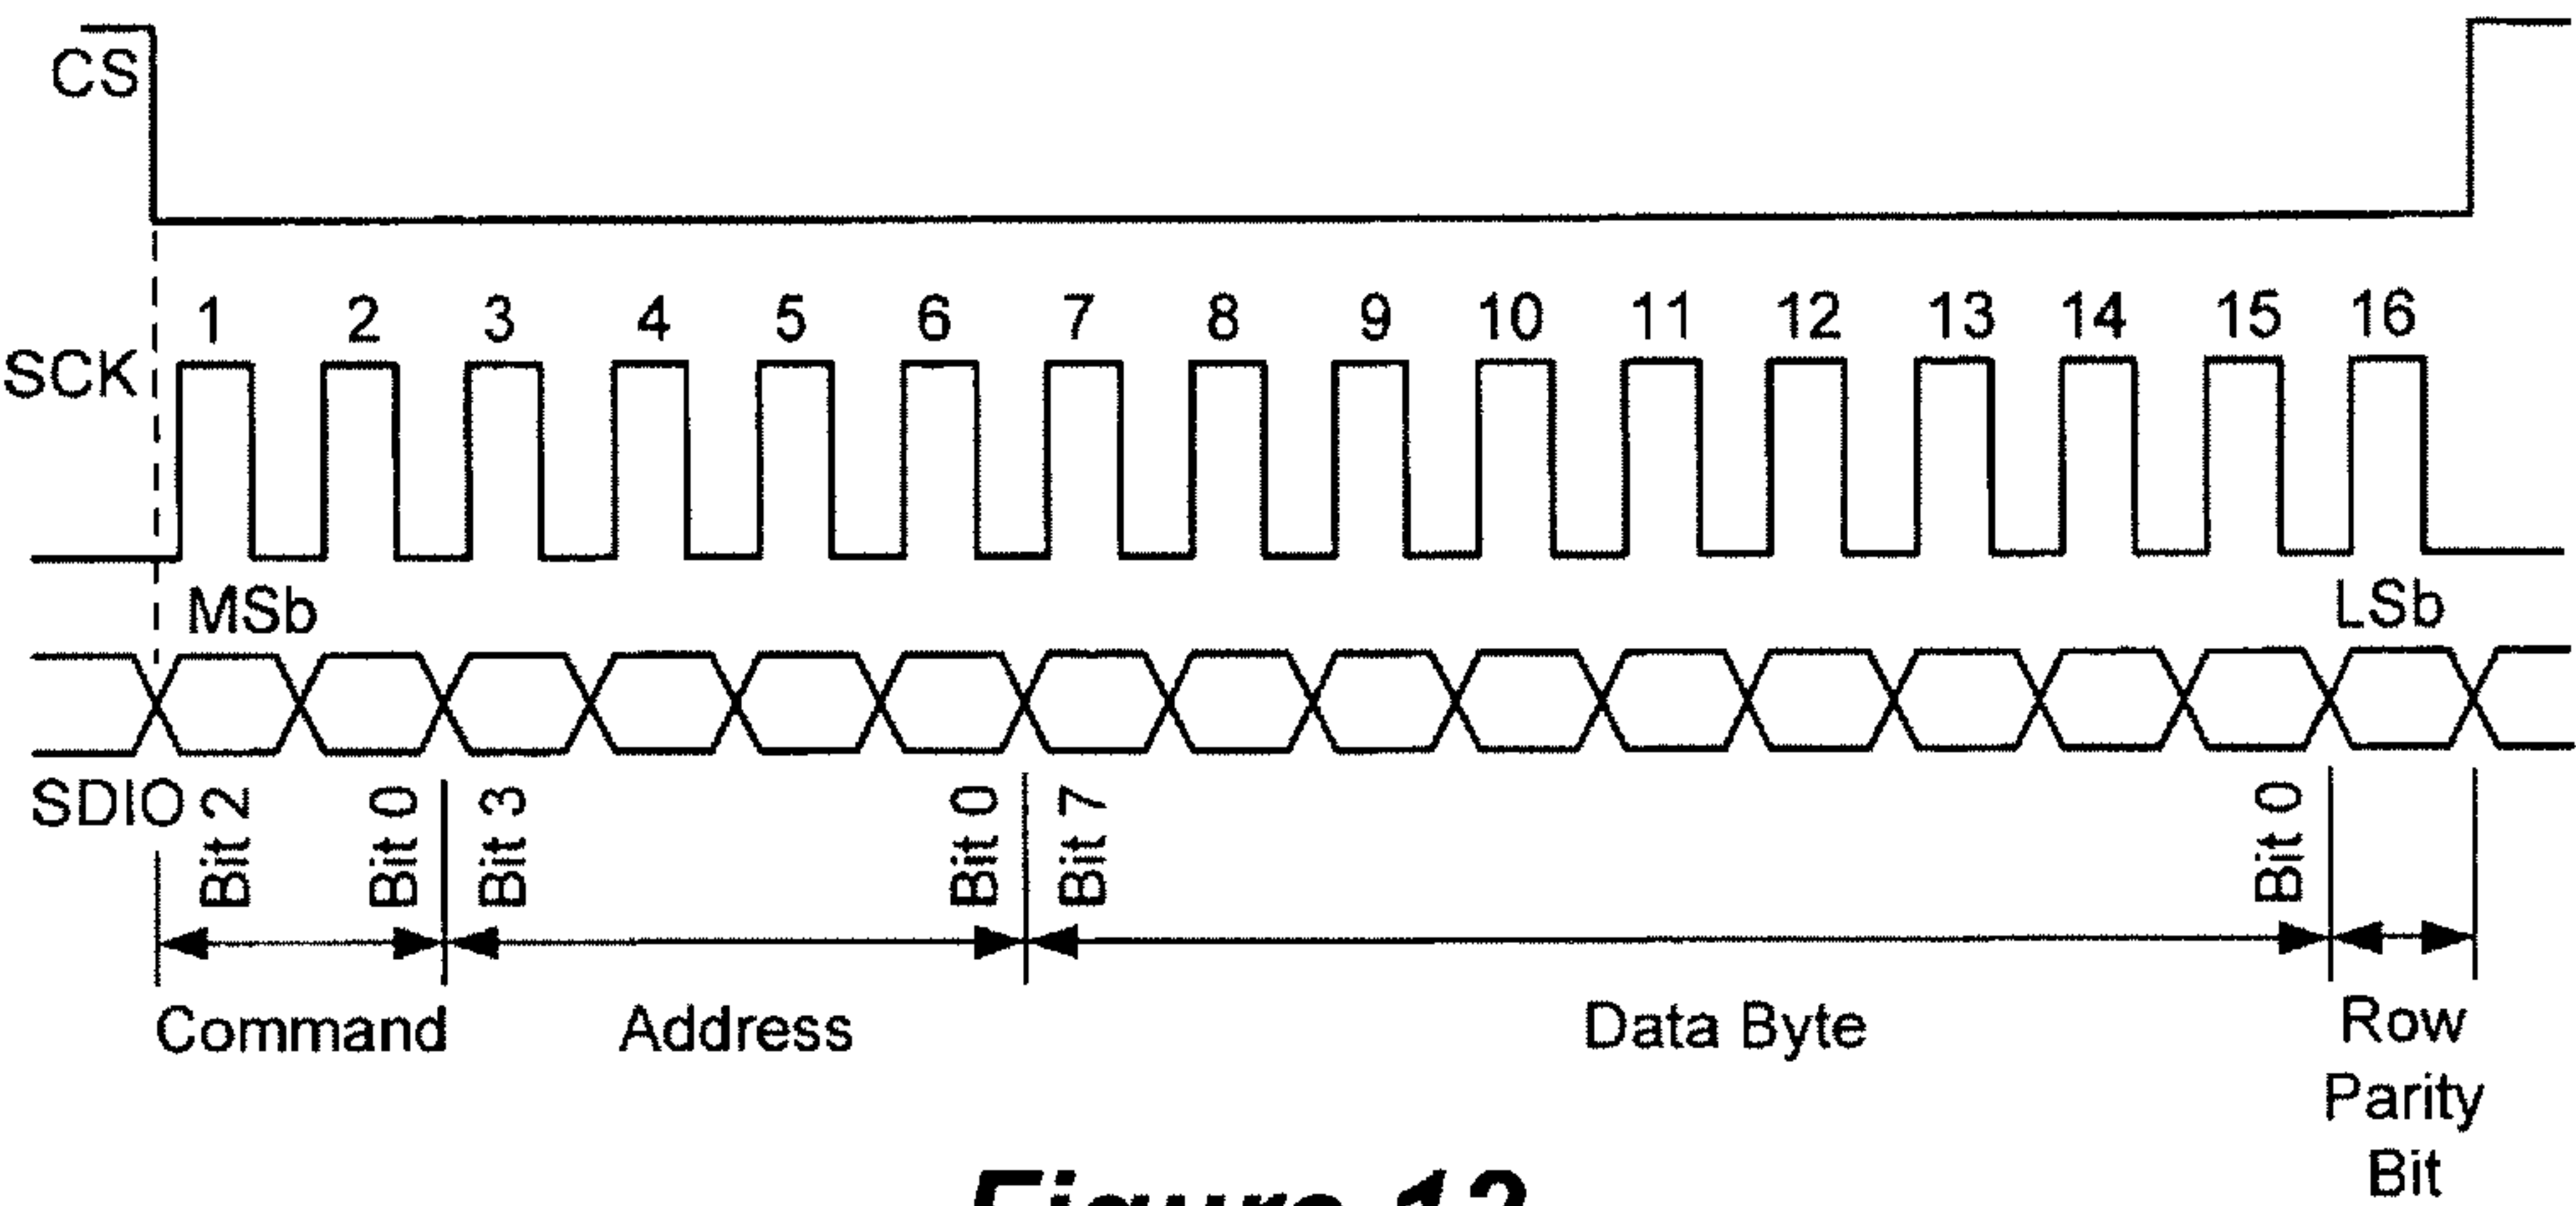 CS
1 2 3 4 5 6 7 8 9 10 11 12 13 14 15 16
SCK
MSb LSb
SDIO
Bit 2 Bit 0 Bit 3 Bit 0 Bit 7 Bit 0
Command Address Data Byte Row
Parity
Bit
Figure